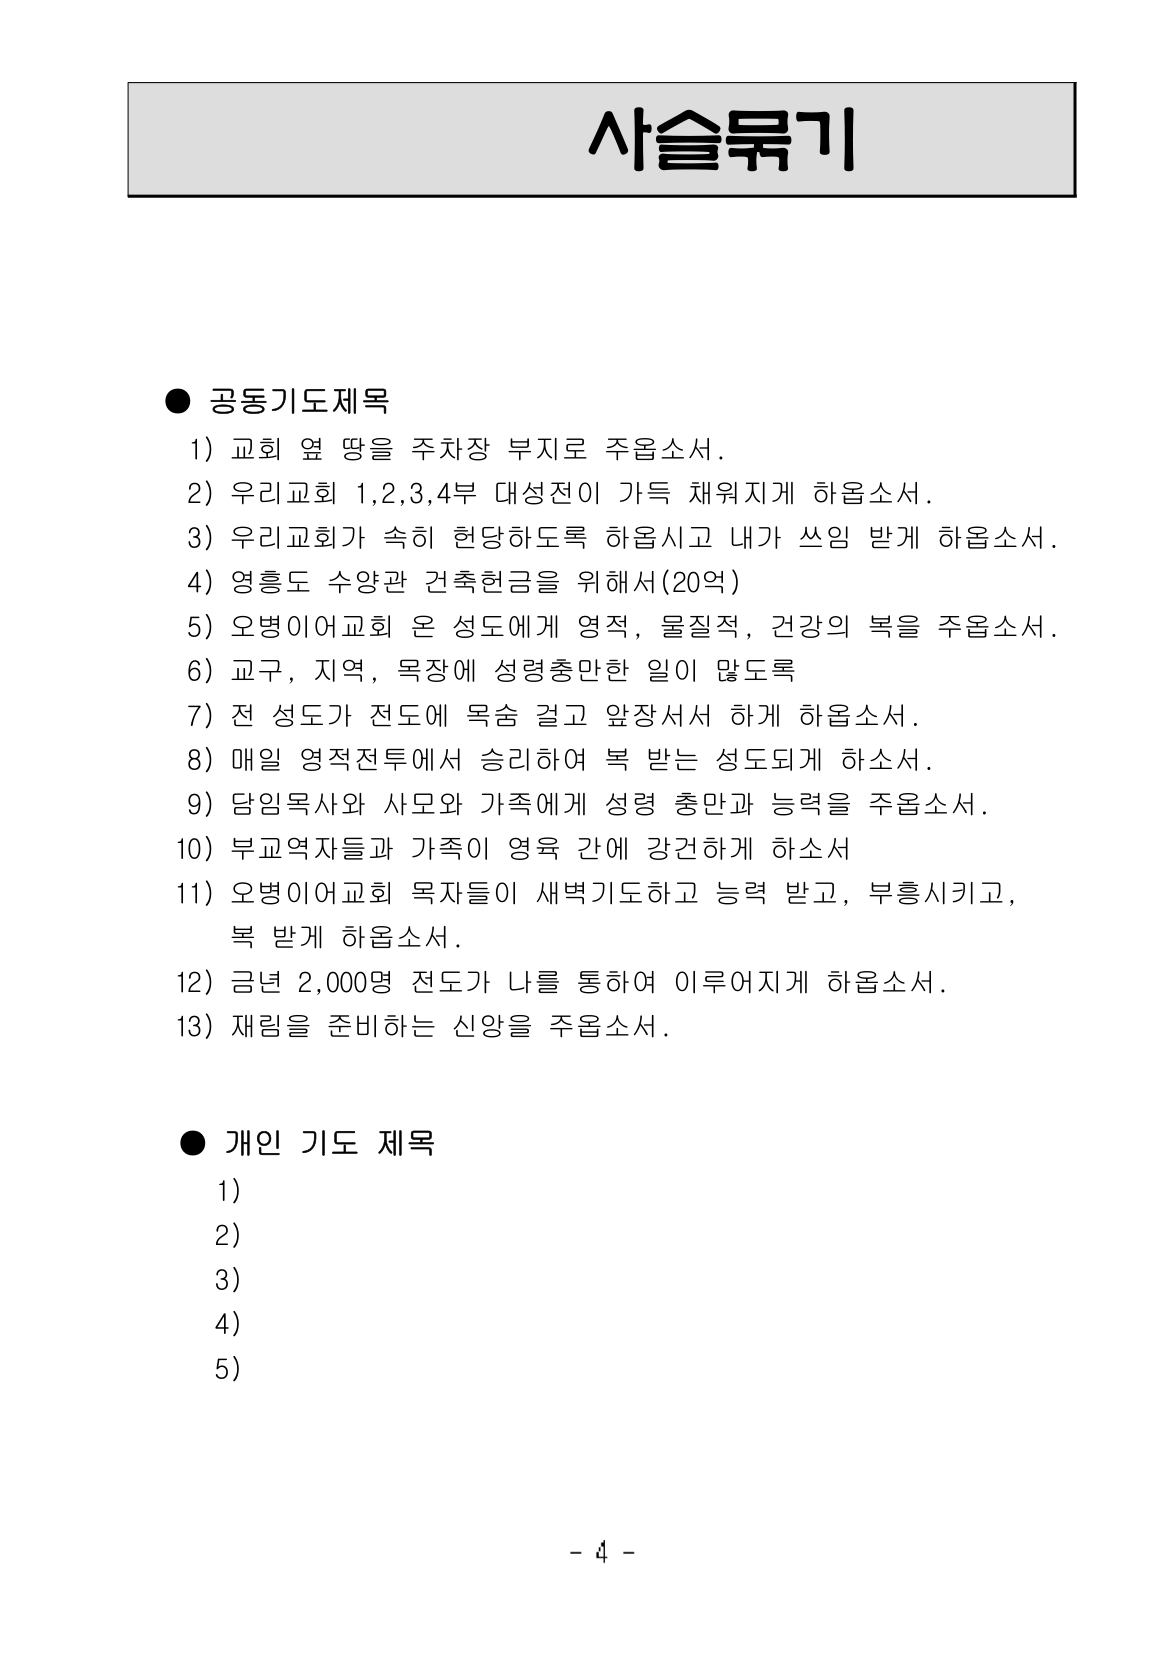 사슬묶기
● 공동기도제목
1) 교회 옆 땅을 주차장 부지로 주옵소서.
2) 우리교회 1,2,3,4부 대성전이 가득 채워지게 하옵소서.
3) 우리교회가 속히 헌당하도록 하옵시고 내가 쓰임 받게 하옵소서.
4) 영흥도 수양관 건축헌금을 위해서(20억)
5) 오병이어교회 온 성도에게 영적, 물질적, 건강의 복을 주옵소서.
6) 교구, 지역, 목장에 성령충만한 일이 많도록
7) 전 성도가 전도에 목숨 걸고 앞장서서 하게 하옵소서.
8) 매일 영적전투에서 승리하여 복 받는 성도되게 하소서.
9) 담임목사와 사모와 가족에게 성령 충만과 능력을 주옵소서.
10) 부교역자들과 가족이 영육 간에 강건하게 하소서
11) 오병이어교회 목자들이 새벽기도하고 능력 받고, 부흥시키고,
복 받게 하옵소서.
12) 금년 2,000명 전도가 나를 통하여 이루어지게 하옵소서.
13) 재림을 준비하는 신앙을 주옵소서.
● 개인 기도 제목
1)
2)
3)
4)
5)
- 4 -